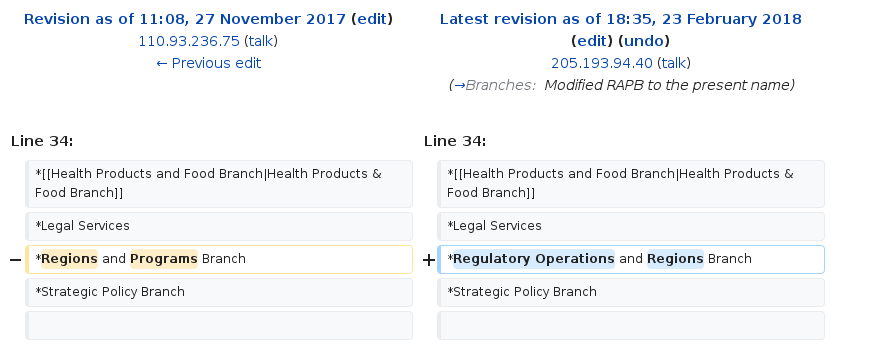 Revision as of 11:08, 27 November 2017 (edit)
110.93.236.75 (talk)
← Previous edit
Latest revision as of 18:35, 23 February 2018
(edit) (undo)
205.193.94.40 (talk)
(→Branches: Modified RAPB to the present name)
Line 34:
Line 34:
*[[Health Products and Food Branch|Health Products &
Food Branch]]
*[[Health Products and Food Branch|Health Products &
Food Branch]]
*Legal Services
*Legal Services
− *Regions and Programs Branch
+ *Regulatory Operations and Regions Branch
*Strategic Policy Branch
*Strategic Policy Branch